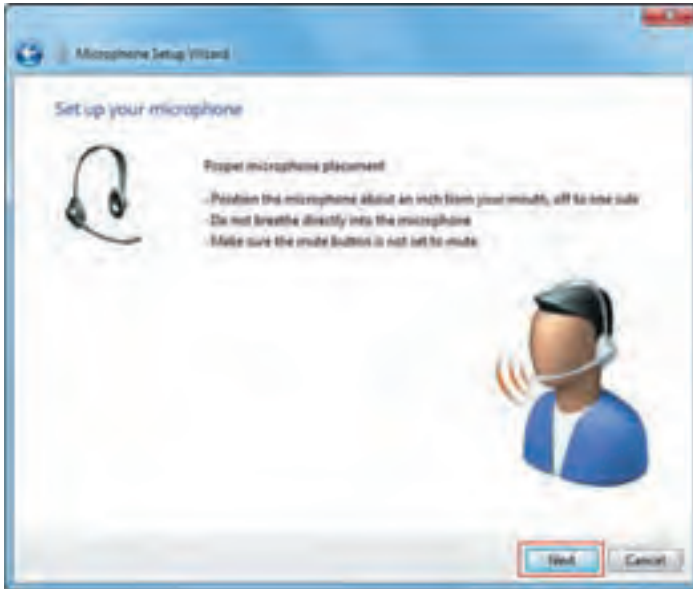 Microphone Setup Wizard
Set up your microphone
Proper microphone placement
-Position the microphone about an inch from your mouth, off to one side
-Do not breathe directly into the microphone
-Make sure the mute button is not set to mute
Next
Cancel